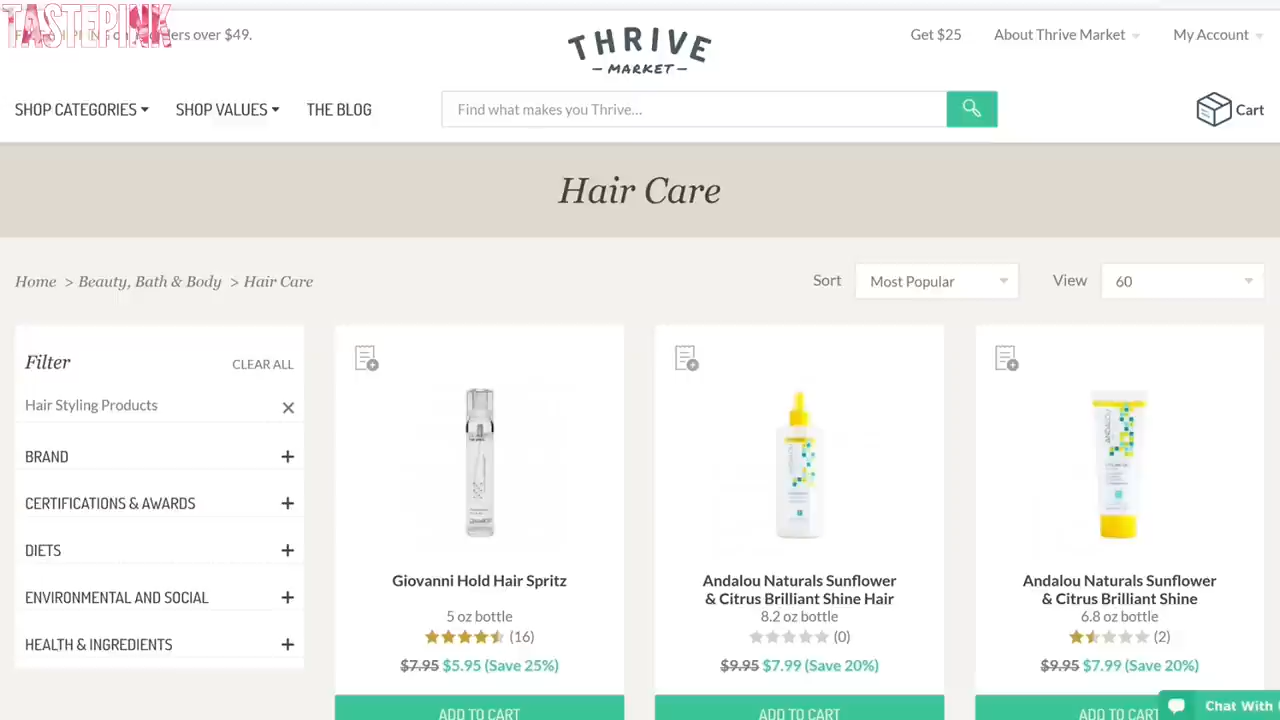 TASTEPINK
orders over $49.
THRIVE
MARKET
Get $25
About Thrive Market
My Account
SHOP CATEGORIES
SHOP VALUES
THE BLOG
Find what makes you Thrive...
Cart
Hair Care
Home > Beauty, Bath & Body > Hair Care
Sort
Most Popular
View
60
Filter
CLEAR ALL
Hair Styling Products
BRAND
CERTIFICATIONS & AWARDS
DIETS
ENVIRONMENTAL AND SOCIAL
HEALTH & INGREDIENTS
Giovanni Hold Hair Spritz
5 oz bottle
(16)
$7.95 $5.95 (Save 25%)
ADD TO CART
ANDALOU
Andalou Naturals Sunflower
& Citrus Brilliant Shine Hair
8.2 oz bottle
(0)
$9.95 $7.99 (Save 20%)
ADD TO CART
ANDALOU
Andalou Naturals Sunflower
& Citrus Brilliant Shine
6.8 oz bottle
(2)
$9.95 $7.99 (Save 20%)
ADD TO CART
Chat With